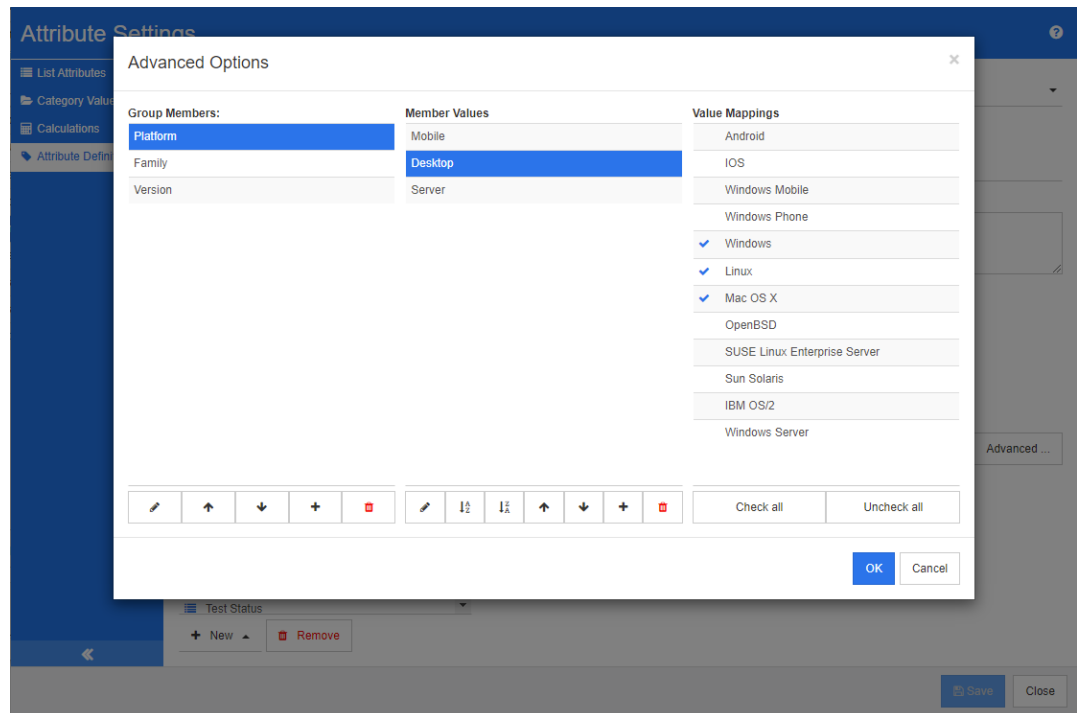 Attribute Settings
Advanced Options
List Attributes
Category Value
Calculations
Attribute Defini
Group Members:
Platform
Family
Version
Member Values
Mobile
Desktop
Server
Value Mappings
Android
IOS
Windows Mobile
Windows Phone
Windows
Linux
Mac OS X
OpenBSD
SUSE Linux Enterprise Server
Sun Solaris
IBM OS/2
Windows Server
Advanced ...
Check all
Uncheck all
OK
Cancel
Test Status
New
Remove
Save
Close